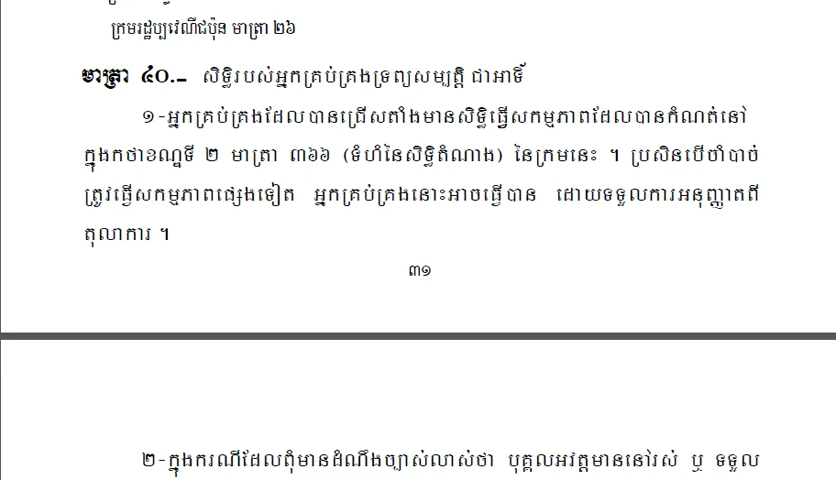 ក្រមរដ្ឋប្បវេណីជប៉ុន មាត្រា ២៦
មាត្រា ៤០._ សិទ្ធិរបស់អ្នកគ្រប់គ្រងទ្រព្យសម្បត្តិ ជាអាទិ៍
១-អ្នកគ្រប់គ្រងដែលបានជ្រើសតាំងមានសិទ្ធិធ្វើសកម្មភាពដែលបានកំណត់នៅ
ក្នុងកថាខណ្ឌទី ២ មាត្រា ៣៦៦ (ទំហំនៃសិទ្ធិតំណាង) នៃក្រមនេះ ។ ប្រសិនបើចាំបាច់
ត្រូវធ្វើសកម្មភាពផ្សេងទៀត អ្នកគ្រប់គ្រងនោះអាចធ្វើបាន ដោយទទួលការអនុញ្ញាតពី
តុលាការ ។
៣១
២-ក្នុងករណីដែលពុំមានដំណឹងច្បាស់លាស់ថា បុគ្គលអវត្តមាននៅរស់ ឬ ទទួល